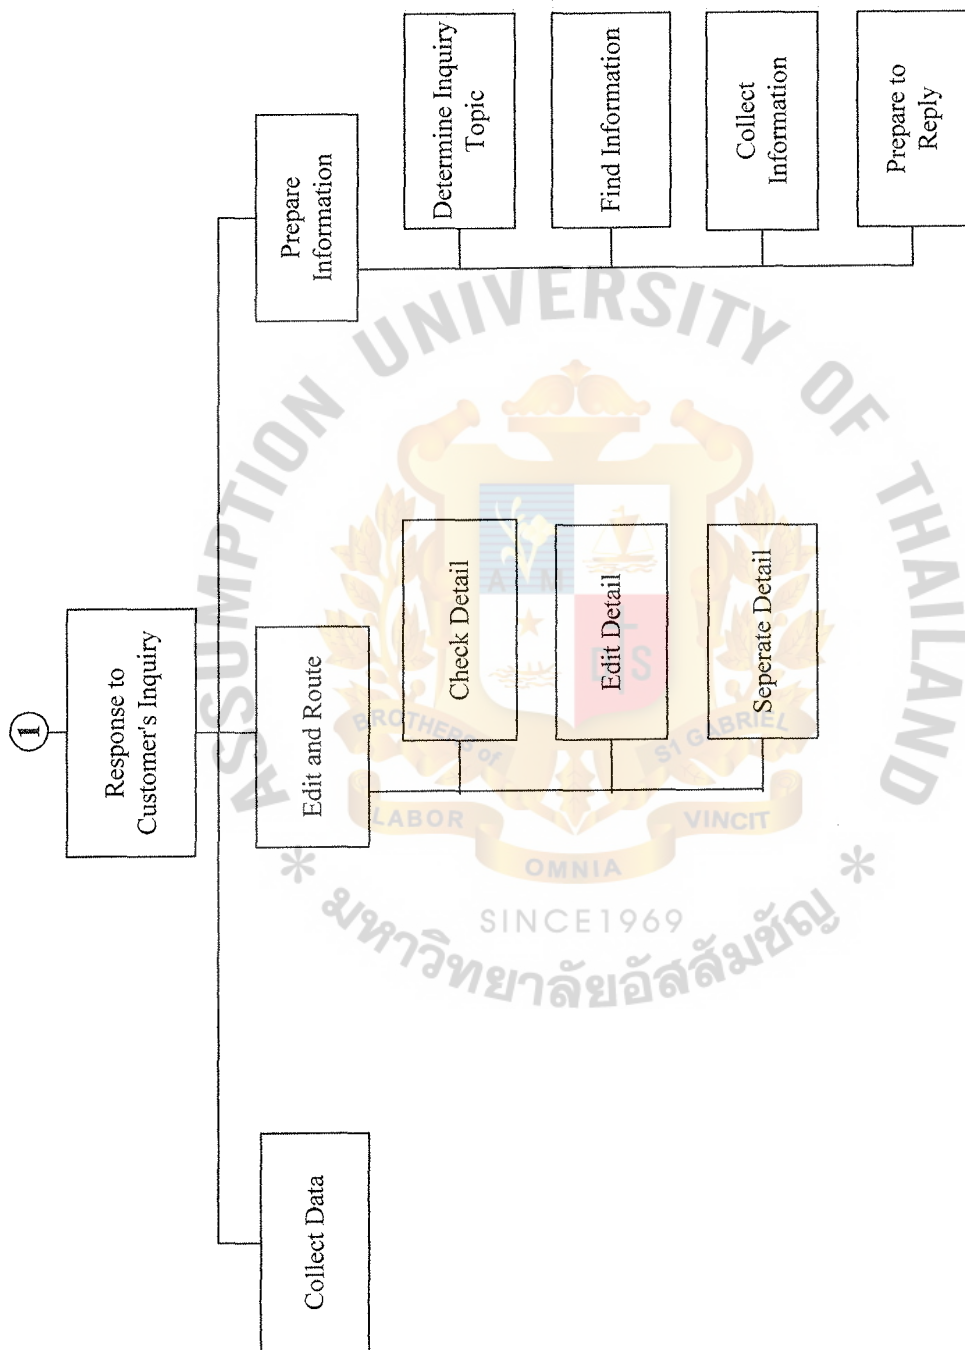 1
Response to
Customer's Inquiry
Collect Data
Edit and Route
Check Detail
Edit Detail
Seperate Detail
Prepare
Information
Determine Inquiry
Topic
Find Information
Collect
Information
Prepare to
Reply
ASSUMPTION UNIVERSITY OF THAILAND
A M
D S
BROTHERS of
ST GABRIEL
LABOR
OMNIA
VINCIT
SINCE1969
* มหาวิทยาลัยอัสสัมชัญ *